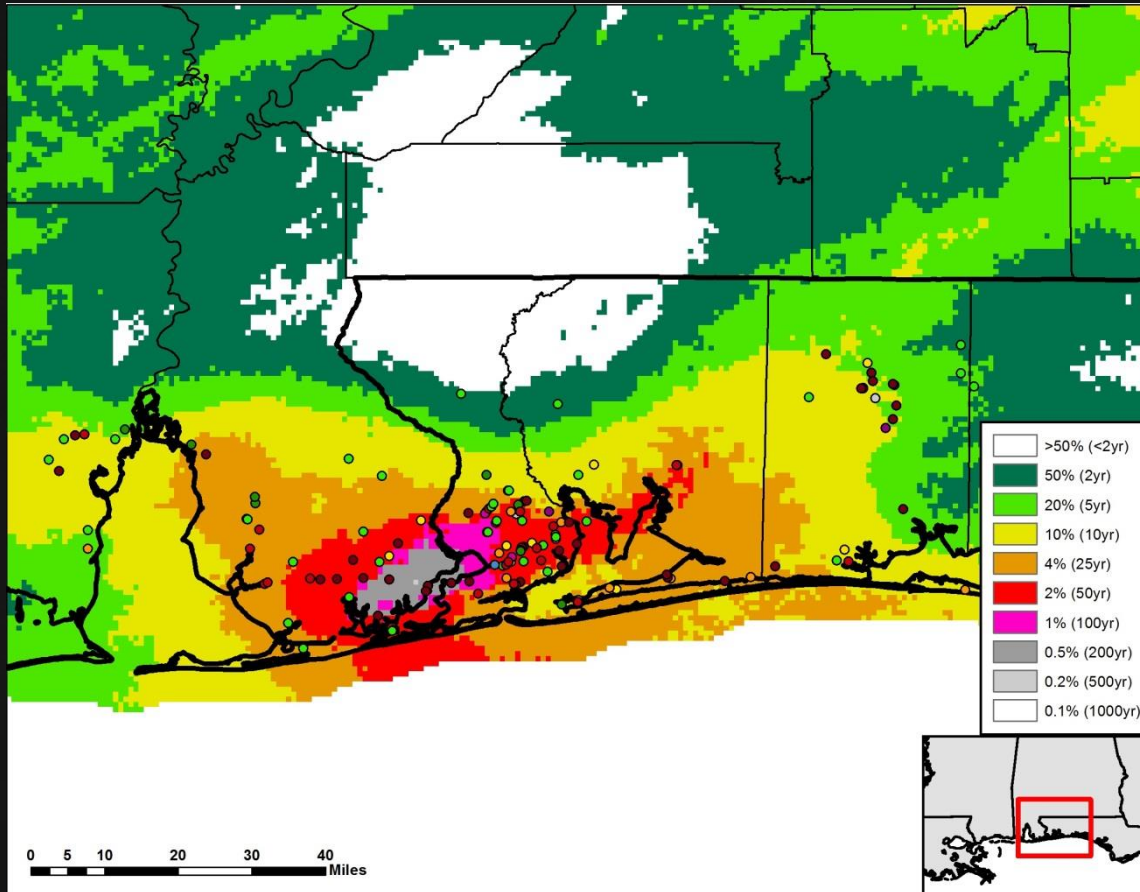 >50% (<2yr)
50% (2yr)
20% (5yr)
10% (10yr)
4% (25yr)
2% (50yr)
1% (100yr)
0.5% (200yr)
0.2% (500yr)
0.1% (1000yr)
0 5 10 20 30 40
Miles